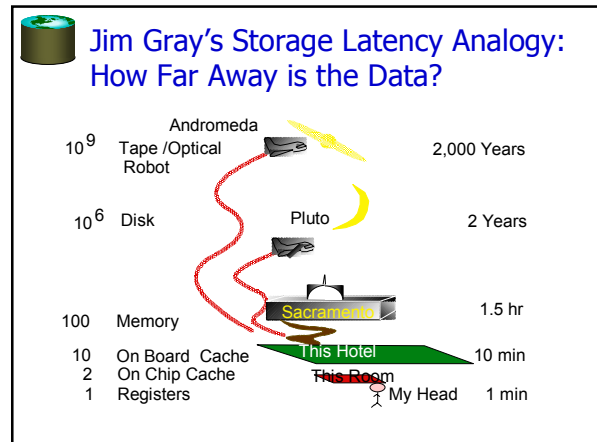 Jim Gray's Storage Latency Analogy:
How Far Away is the Data?
Andromeda
10^9 Tape /Optical Robot 2,000 Years
10^6 Disk Pluto 2 Years
Sacramento 1.5 hr
100 Memory
10 On Board Cache This Hotel 10 min
2 On Chip Cache This Room
1 Registers My Head 1 min